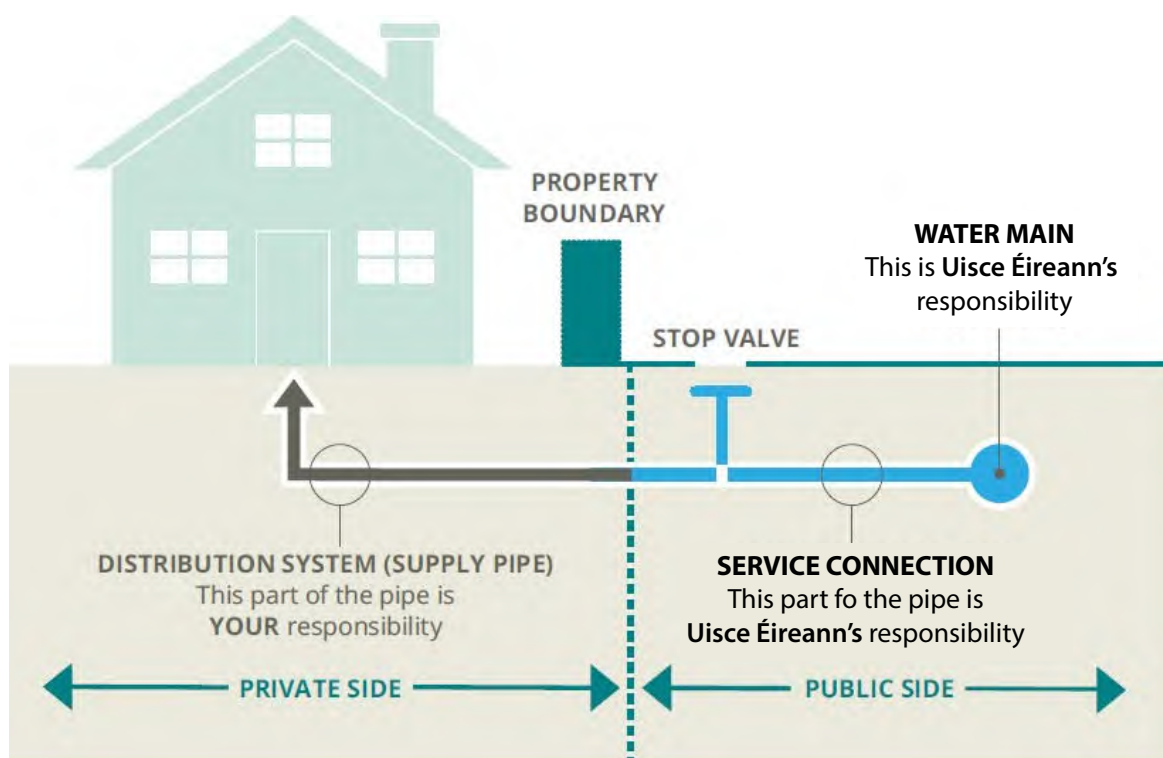 PROPERTY
BOUNDARY
WATER MAIN
This is Uisce Éireann's
responsibility
STOP VALVE
DISTRIBUTION SYSTEM (SUPPLY PIPE)
This part of the pipe is
YOUR responsibility
SERVICE CONNECTION
This part fo the pipe is
Uisce Éireann's responsibility
PRIVATE SIDE
PUBLIC SIDE